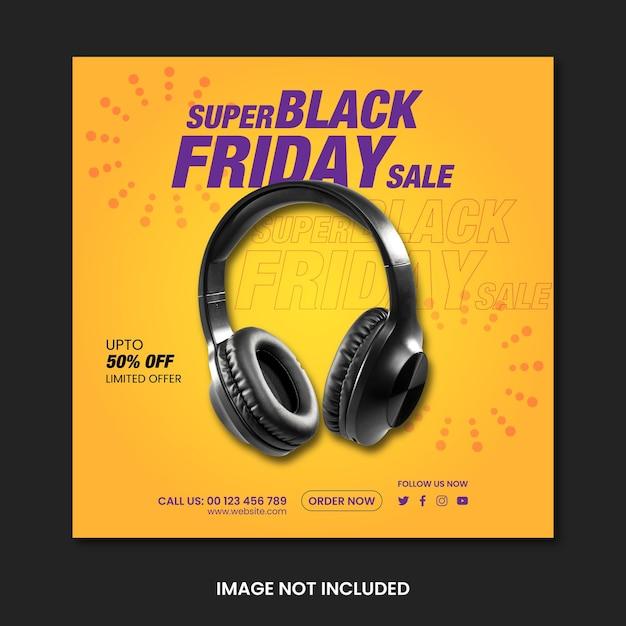 SUPER BLACK
FRIDAY SALE
SUPER BLACK
FRIDAY SALE
UPTO
50% OFF
LIMITED OFFER
FOLLOW US NOW
CALL US: 00 123 456 789
ORDER NOW
www.website.com
IMAGE NOT INCLUDED